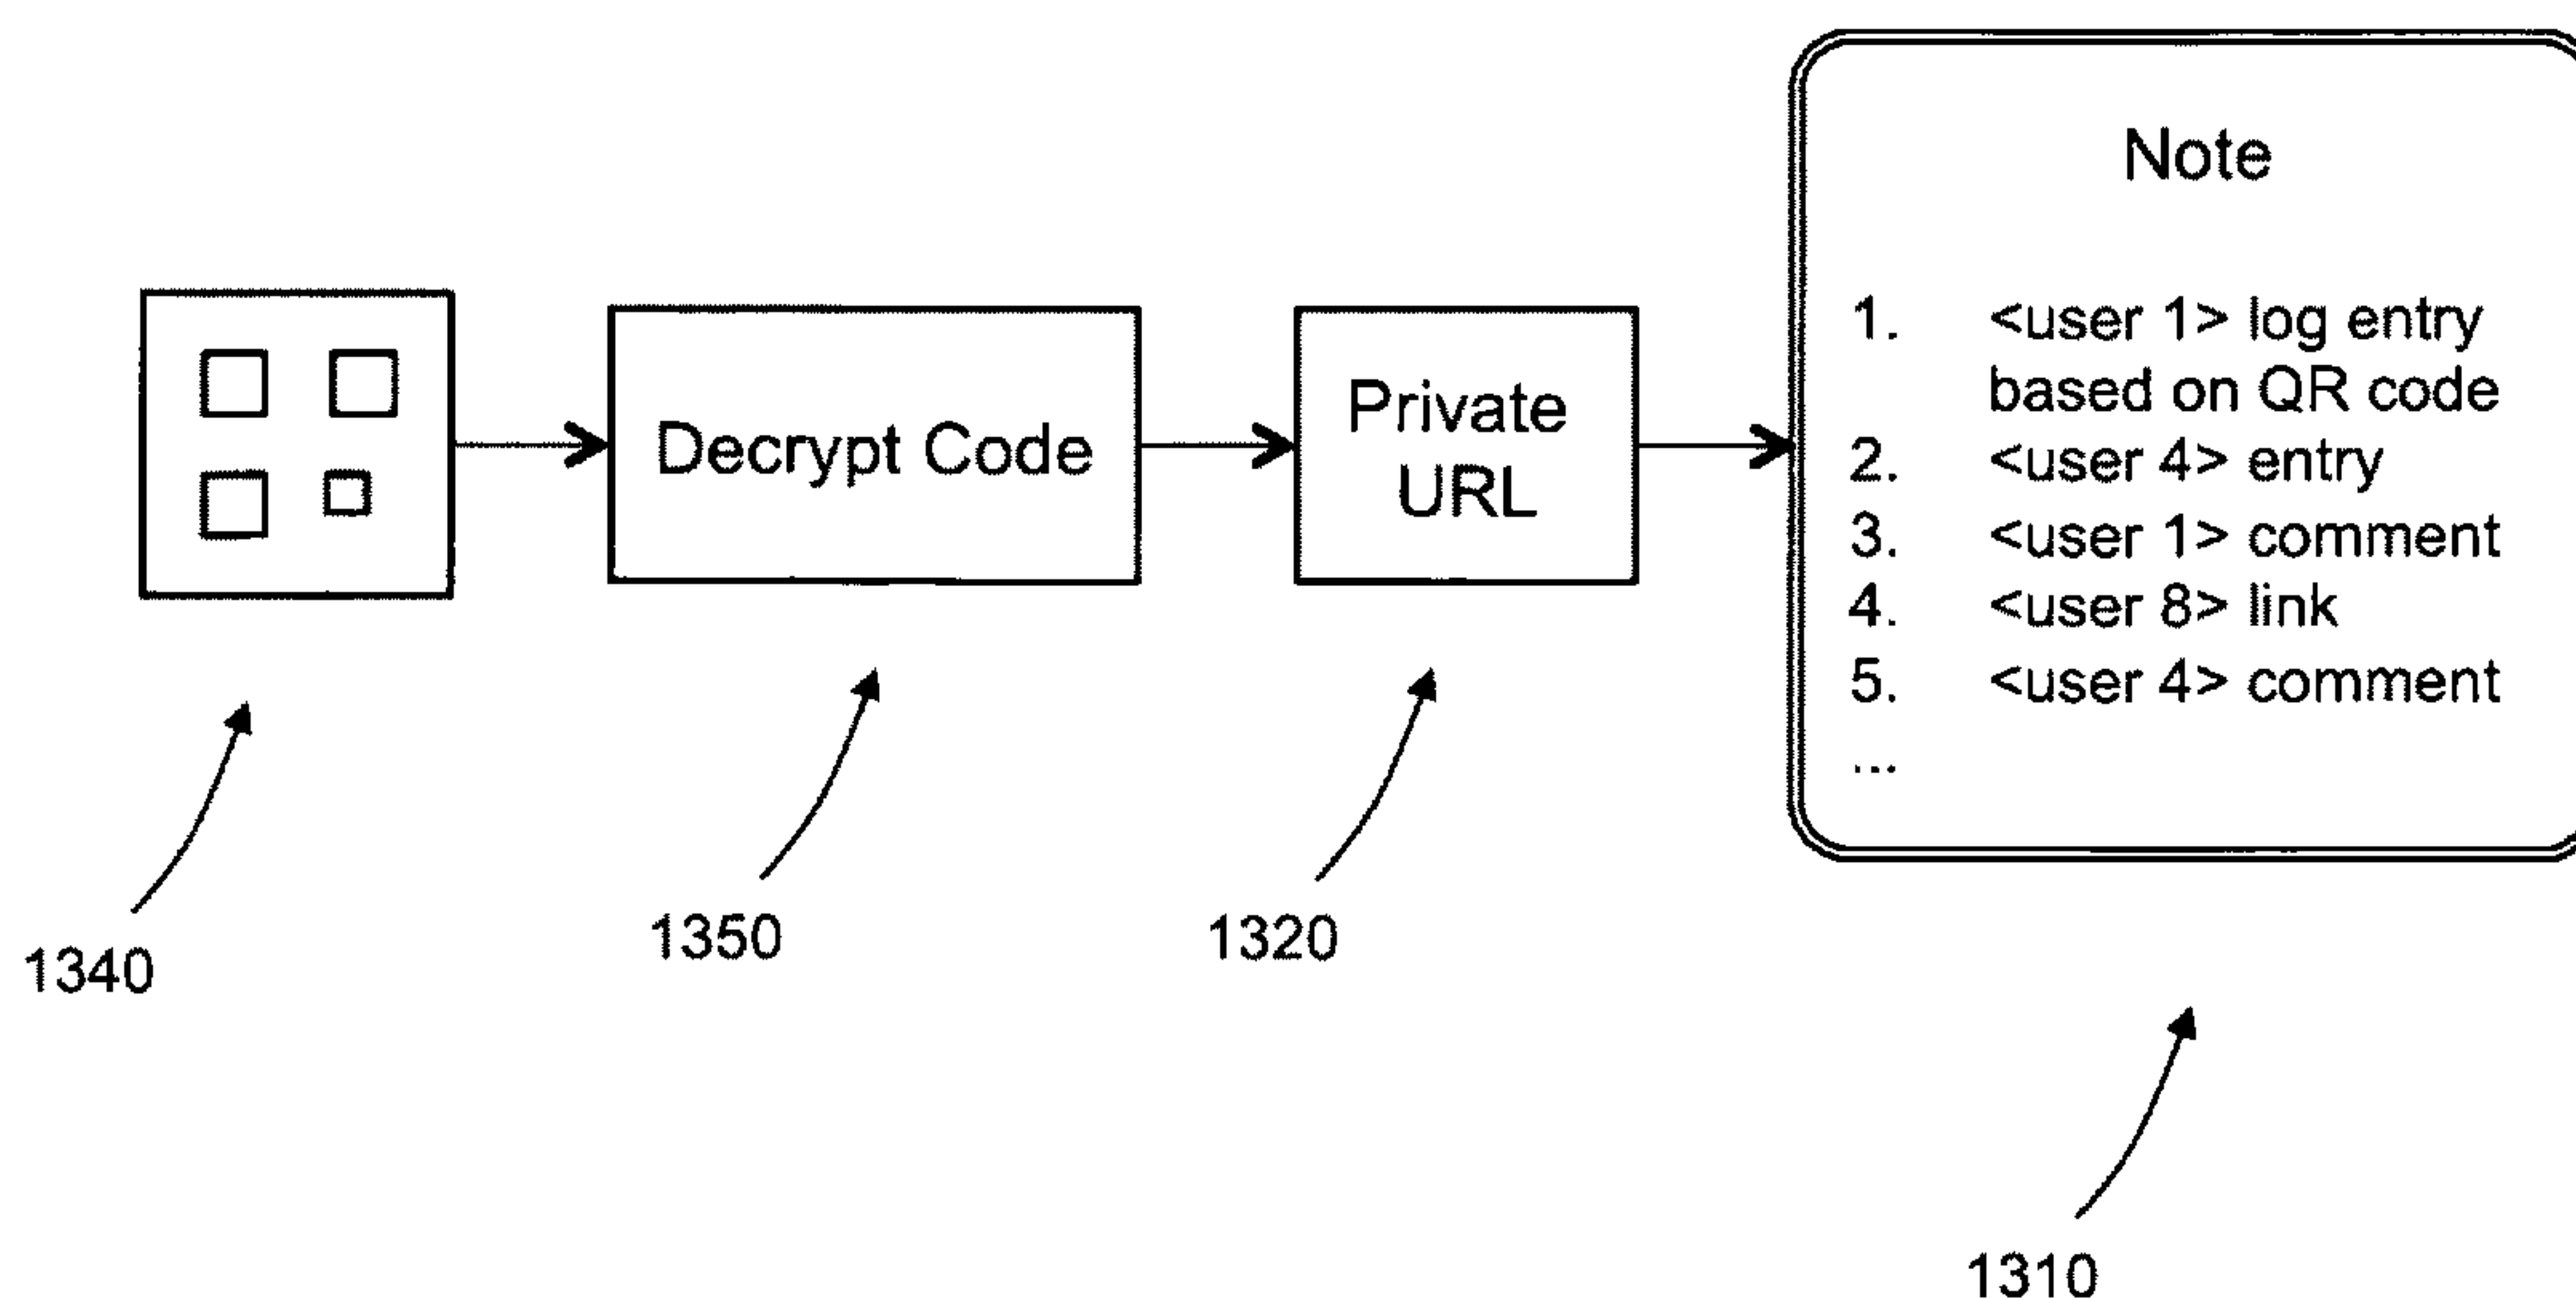 Decrypt Code
Private
URL
Note
1. <user 1> log entry
based on QR code
2. <user 4> entry
3. <user 1> comment
4. <user 8> link
5. <user 4> comment
...
1340
1350
1320
1310